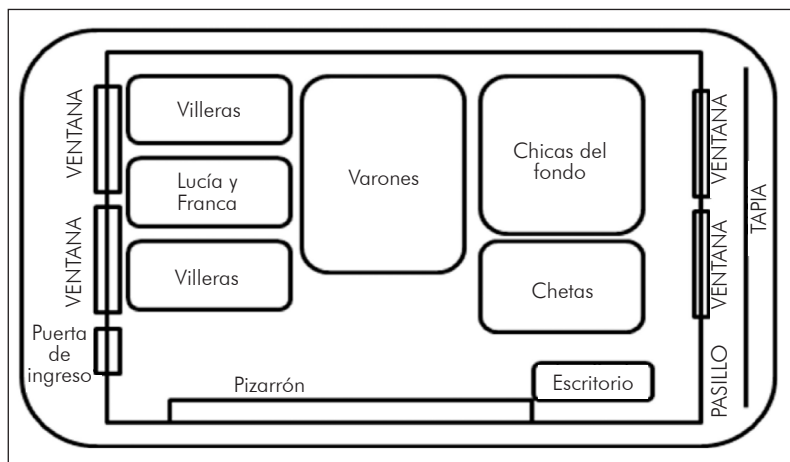 VENTANA
Villeras
Lucía y
Franca
VENTANA
Villeras
Puerta
de
ingreso
Varones
Chicas del
fondo
Chetas
Pizarrón
Escritorio
VENTANA
VENTANA
TAPIA
PASILLO